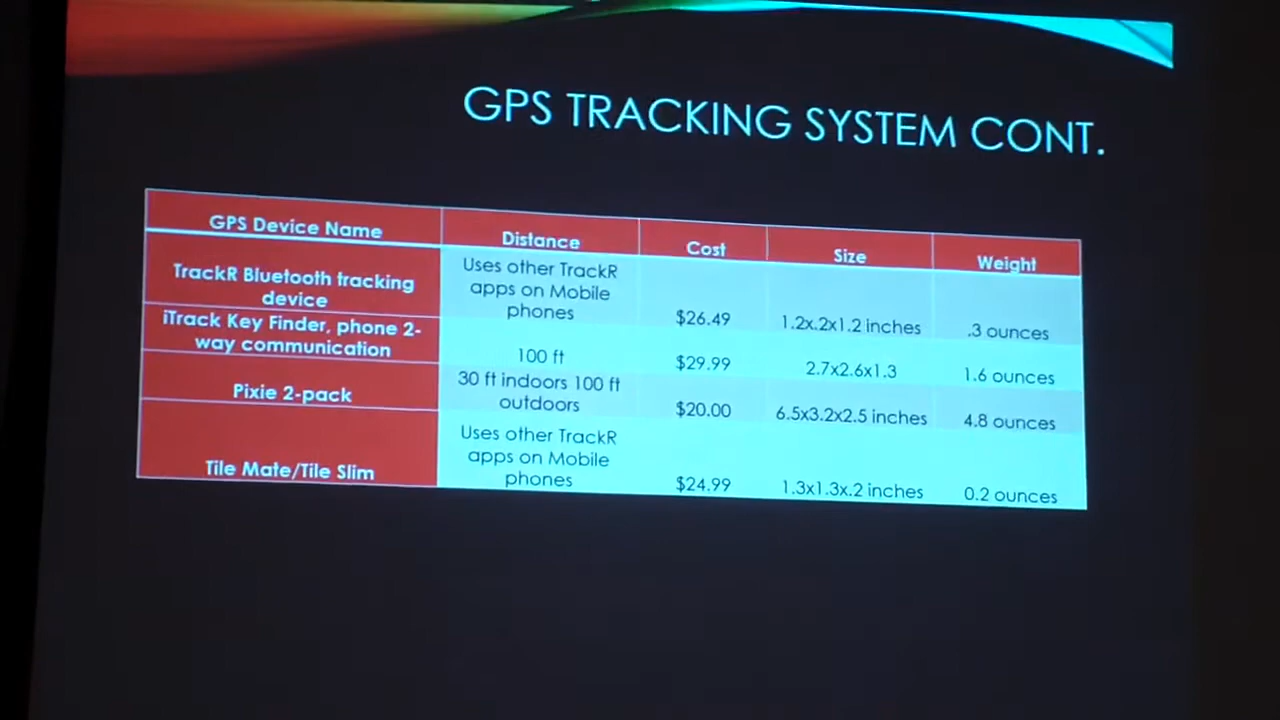 GPS TRACKING SYSTEM CONT.
GPS Device Name Distance Cost Size Weight
TrackR Bluetooth tracking
device
Uses other TrackR
apps on Mobile
phones
$26.49 1.2x.2x1.2 inches .3 ounces
iTrack Key Finder, phone 2-
way communication
100 ft $29.99 2.7x2.6x1.3 1.6 ounces
Pixie 2-pack
30 ft indoors 100 ft
outdoors
$20.00 6.5x3.2x2.5 inches 4.8 ounces
Tile Mate/Tile Slim
Uses other TrackR
apps on Mobile
phones
$24.99 1.3x1.3x.2 inches 0.2 ounces